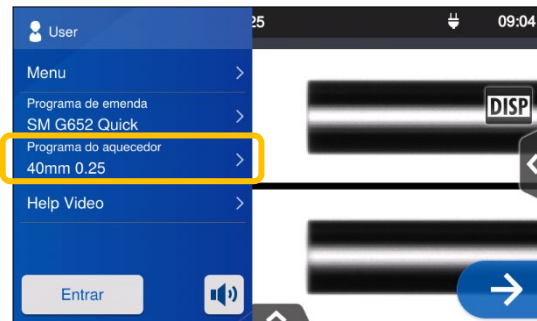 User
25
09:04
Menu
Programa de emenda
SM G652 Quick
DISP
Programa do aquecedor
40mm 0.25
Help Video
Entrar